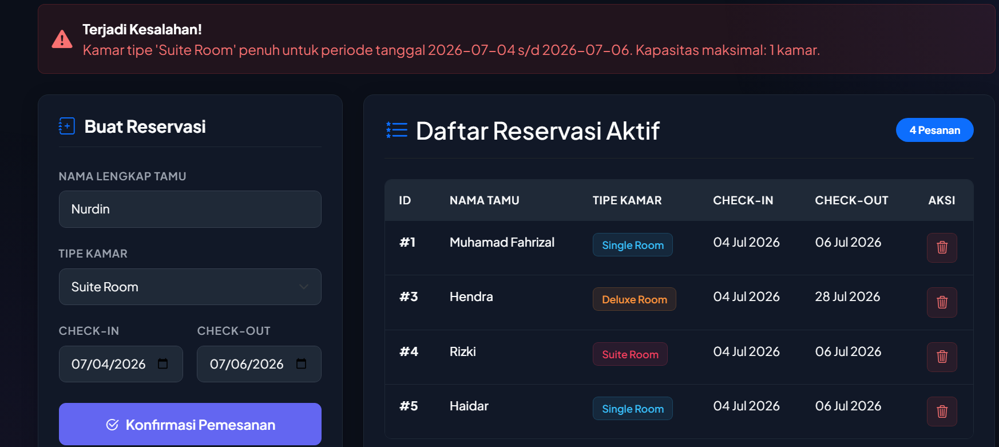 Terjadi Kesalahan!
Kamar tipe 'Suite Room' penuh untuk periode tanggal 2026-07-04 s/d 2026-07-06. Kapasitas maksimal: 1 kamar.
Buat Reservasi
NAMA LENGKAP TAMU
Nurdin
TIPE KAMAR
Suite Room
CHECK-IN CHECK-OUT
07/04/2026 07/06/2026
Konfirmasi Pemesanan
Daftar Reservasi Aktif 4 Pesanan
ID NAMA TAMU TIPE KAMAR CHECK-IN CHECK-OUT AKSI
#1 Muhamad Fahrizal Single Room 04 Jul 2026 06 Jul 2026
#3 Hendra Deluxe Room 04 Jul 2026 28 Jul 2026
#4 Rizki Suite Room 04 Jul 2026 06 Jul 2026
#5 Haidar Single Room 04 Jul 2026 06 Jul 2026